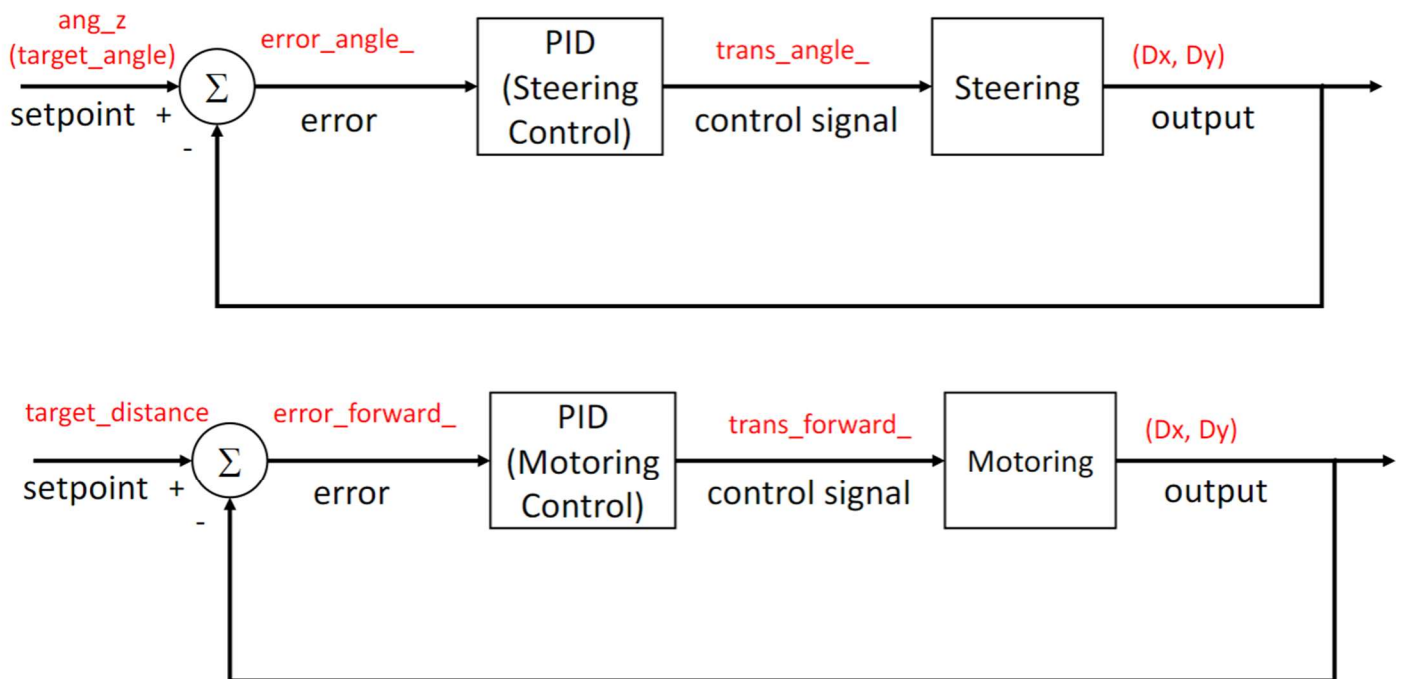 ang_z
(target_angle)
setpoint +
-
Σ
error_angle_
error
PID
(Steering
Control)
trans_angle_
control signal
Steering
(Dx, Dy)
output
target_distance
setpoint +
-
Σ
error_forward_
error
PID
(Motoring
Control)
trans_forward_
control signal
Motoring
(Dx, Dy)
output